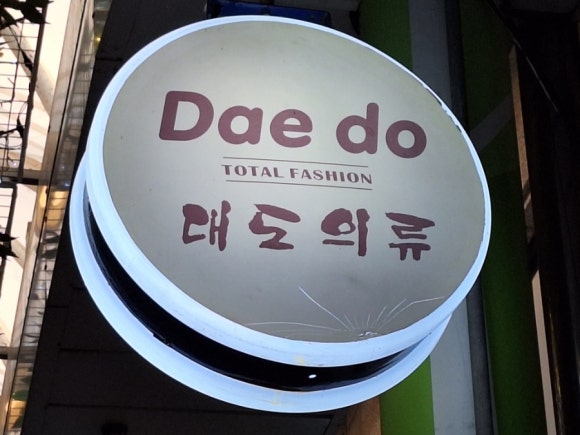 Dae do
TOTAL FASHION
대도의류